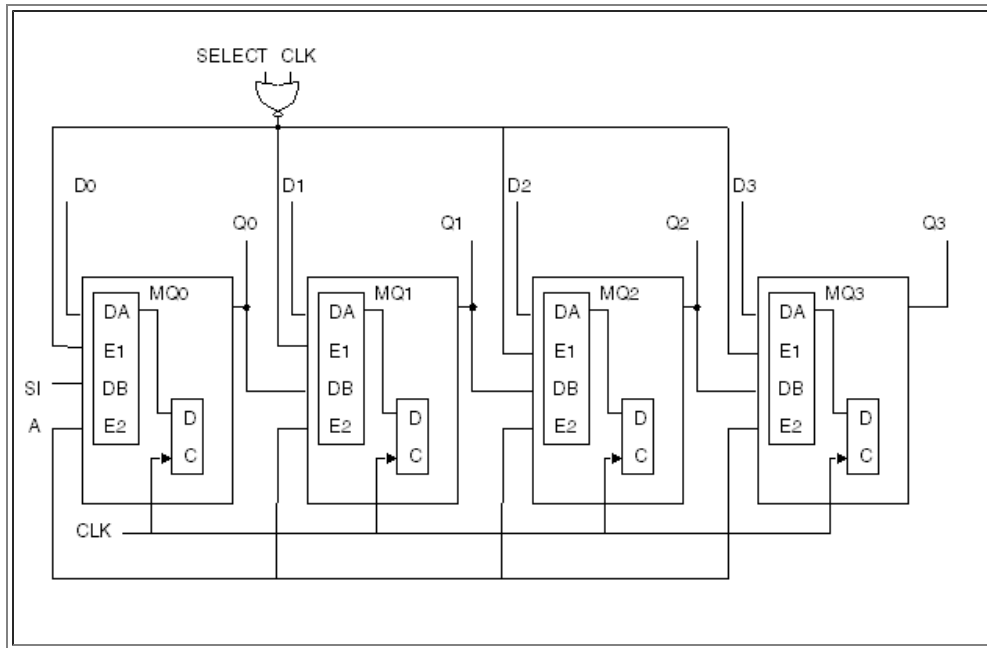 SELECT CLK
D0 D1 D2 D3
Q0 Q1 Q2 Q3
MQ0 MQ1 MQ2 MQ3
DA DA DA DA
E1 E1 E1 E1
SI DB DB DB DB
A E2 D E2 D E2 D E2 D
C C C C
CLK